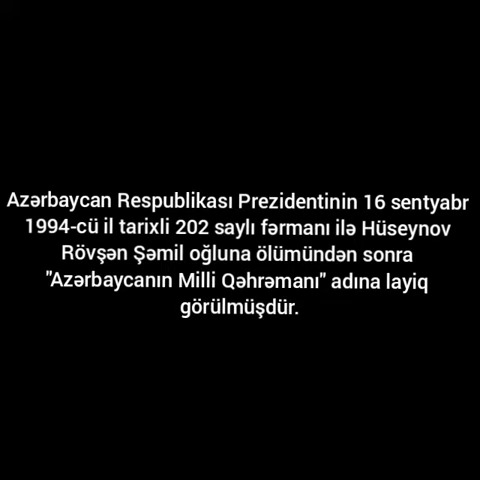 Azərbaycan Respublikası Prezidentinin 16 sentyabr
1994-cü il tarixli 202 saylı fərmanı ilə Hüseynov
Rövşən Şəmil oğluna ölümündən sonra
"Azərbaycanın Milli Qəhrəmanı" adına layiq
görülmüşdür.